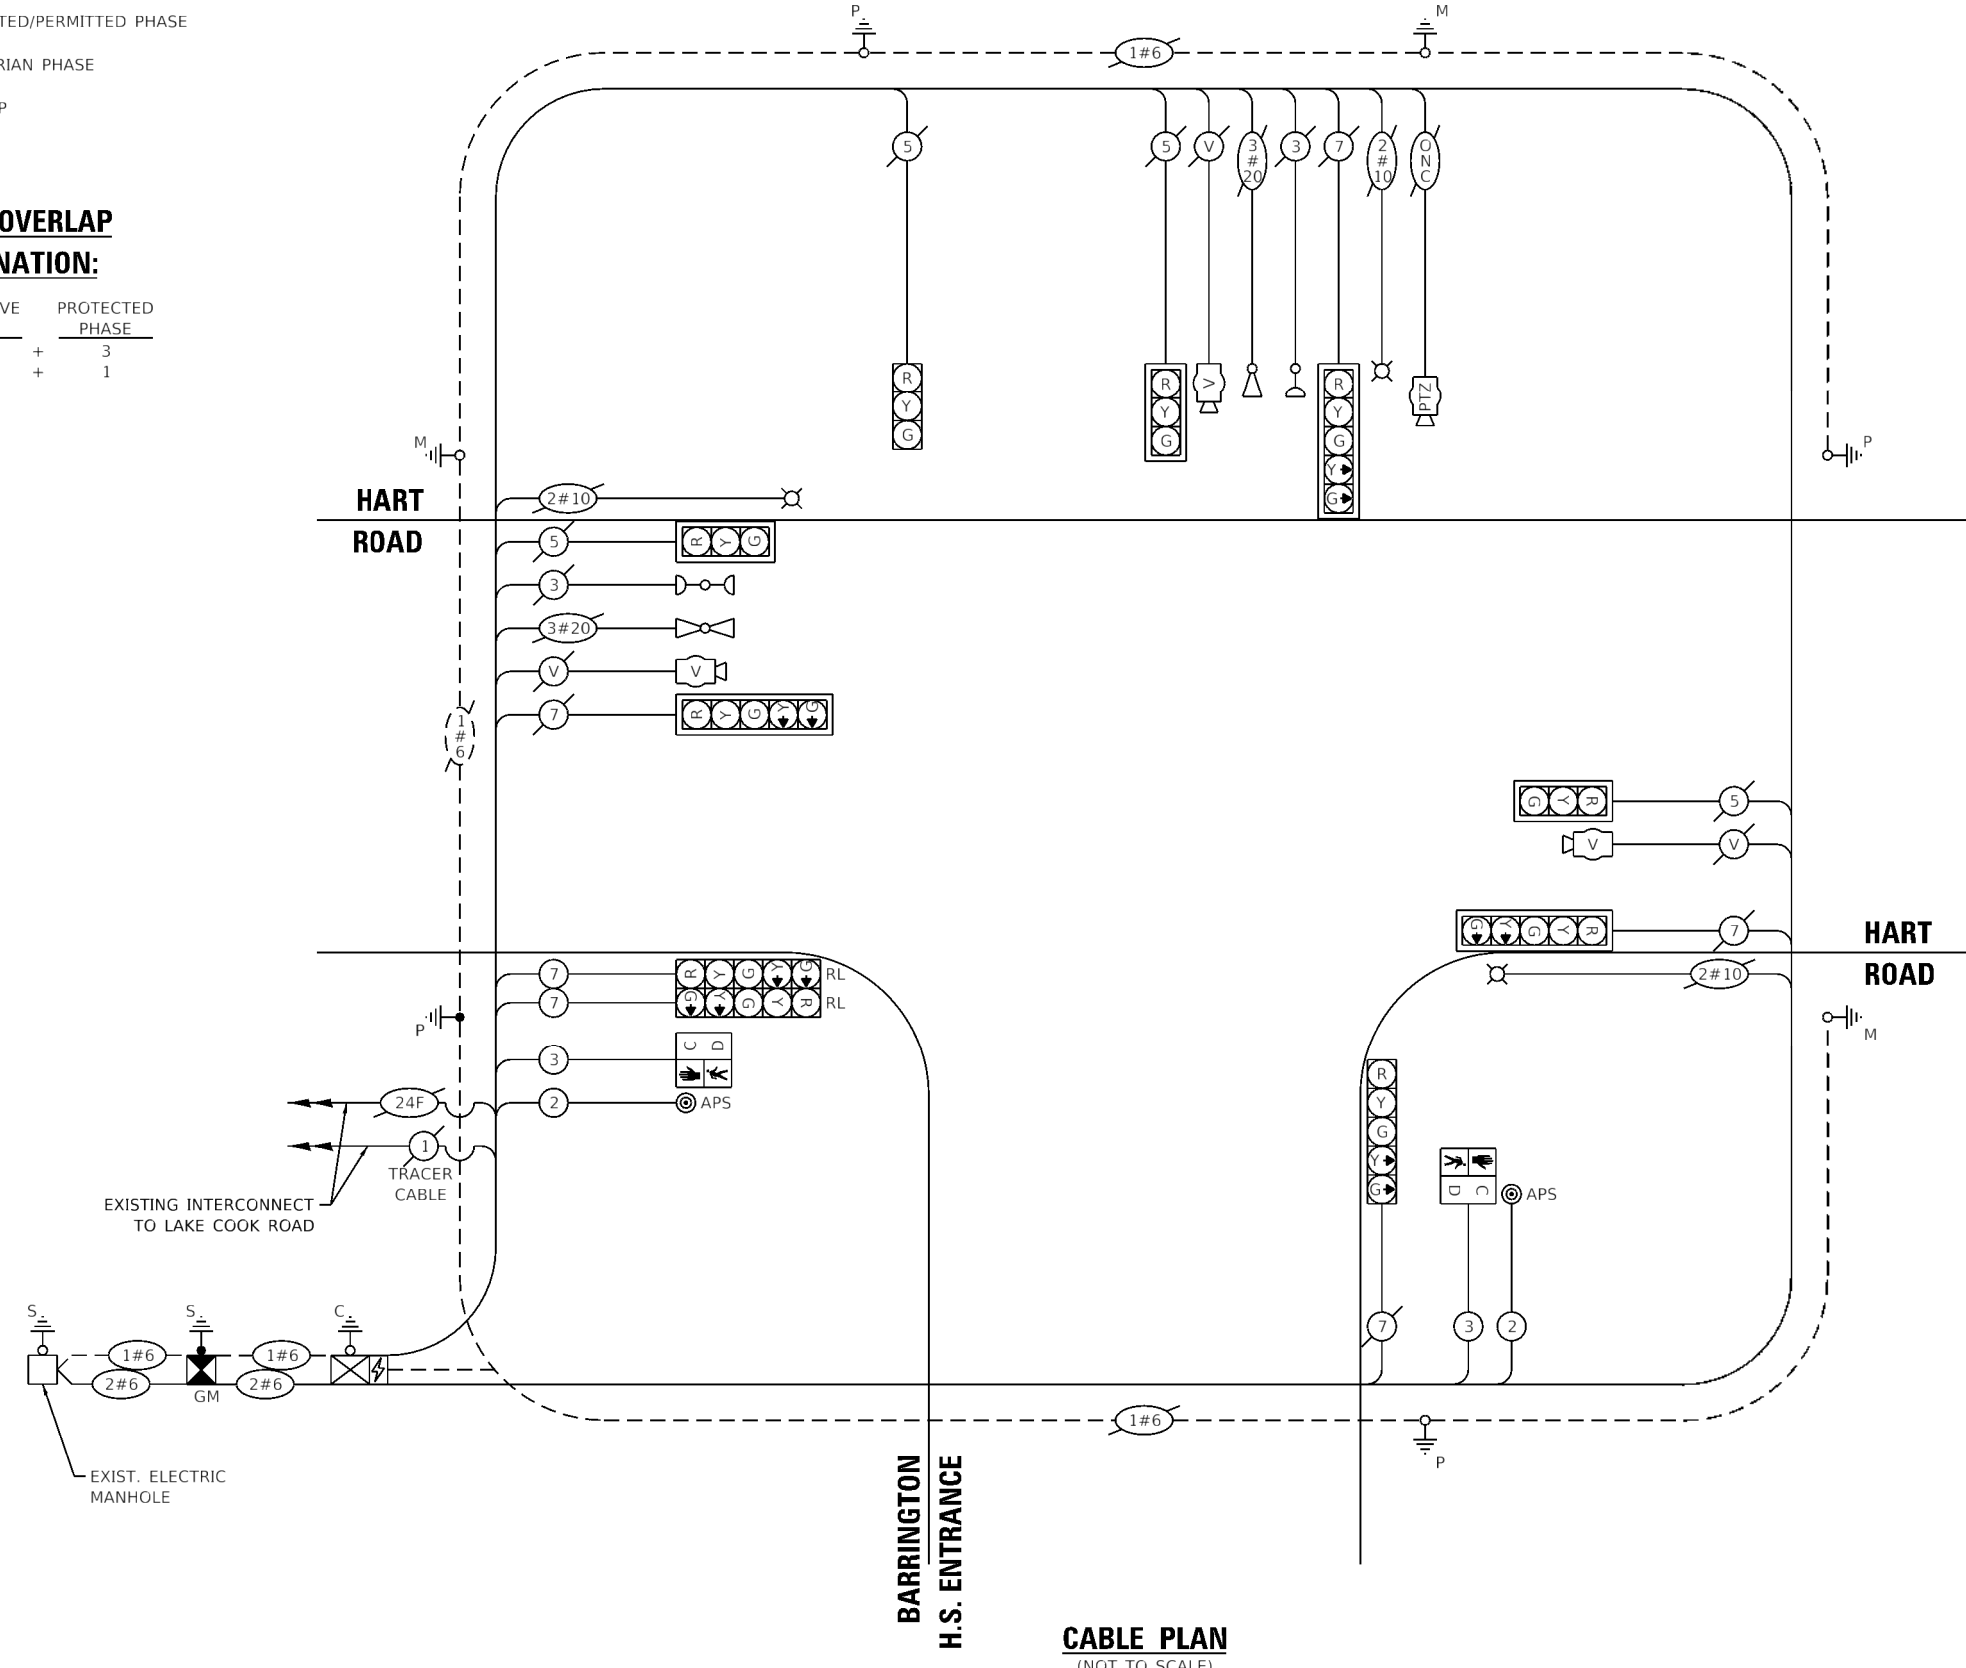 TED/PERMITTED PHASE
RIAN PHASE
P
OVERLAP
NATION:
VE PROTECTED
PHASE
+ 3
+ 1
P
M
1#6
5
5
V
3#20
3
7
2#10
ONC
R
Y
G
R
Y
G
V
R
Y
G
Y
G
PTZ
M
P
HART
ROAD
2#10
5
R Y G
3
3#20
V
V
7
R Y G Y G
1#6
G Y R
5
V
V
G Y G Y R
7
HART
ROAD
2#10
M
7
R Y G Y G RL
7
G Y G Y R RL
P
3
C D
2
APS
24F
1
TRACER
CABLE
EXISTING INTERCONNECT
TO LAKE COOK ROAD
R
Y
G
Y
G
D C
APS
7
3
2
S
S
C
1#6
1#6
2#6
2#6
GM
1#6
P
EXIST. ELECTRIC
MANHOLE
BARRINGTON
H.S. ENTRANCE
CABLE PLAN
(NOT TO SCALE)